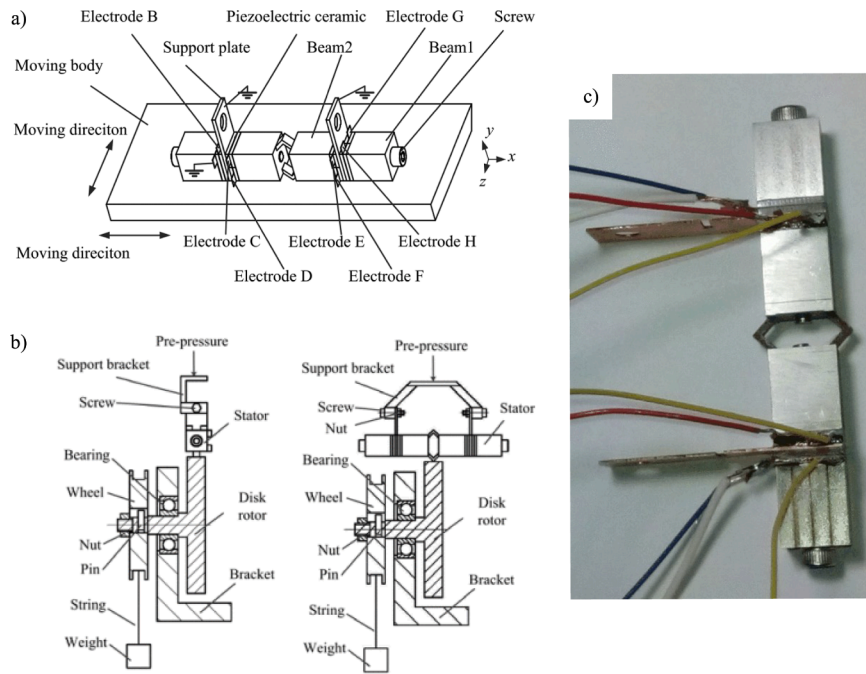 a)
Electrode B
Piezoelectric ceramic
Electrode G
Support plate
Beam2
Beam1
Screw
Moving body
Moving direciton
y
x
z
Moving direciton
Electrode C
Electrode E
Electrode H
Electrode D
Electrode F
b)
Pre-pressure
Support bracket
Screw
Stator
Bearing
Wheel
Disk
rotor
Nut
Pin
Bracket
String
Weight
Pre-pressure
Support bracket
Screw
Nut
Stator
Bearing
Wheel
Disk
rotor
Nut
Pin
Bracket
String
Weight
c)